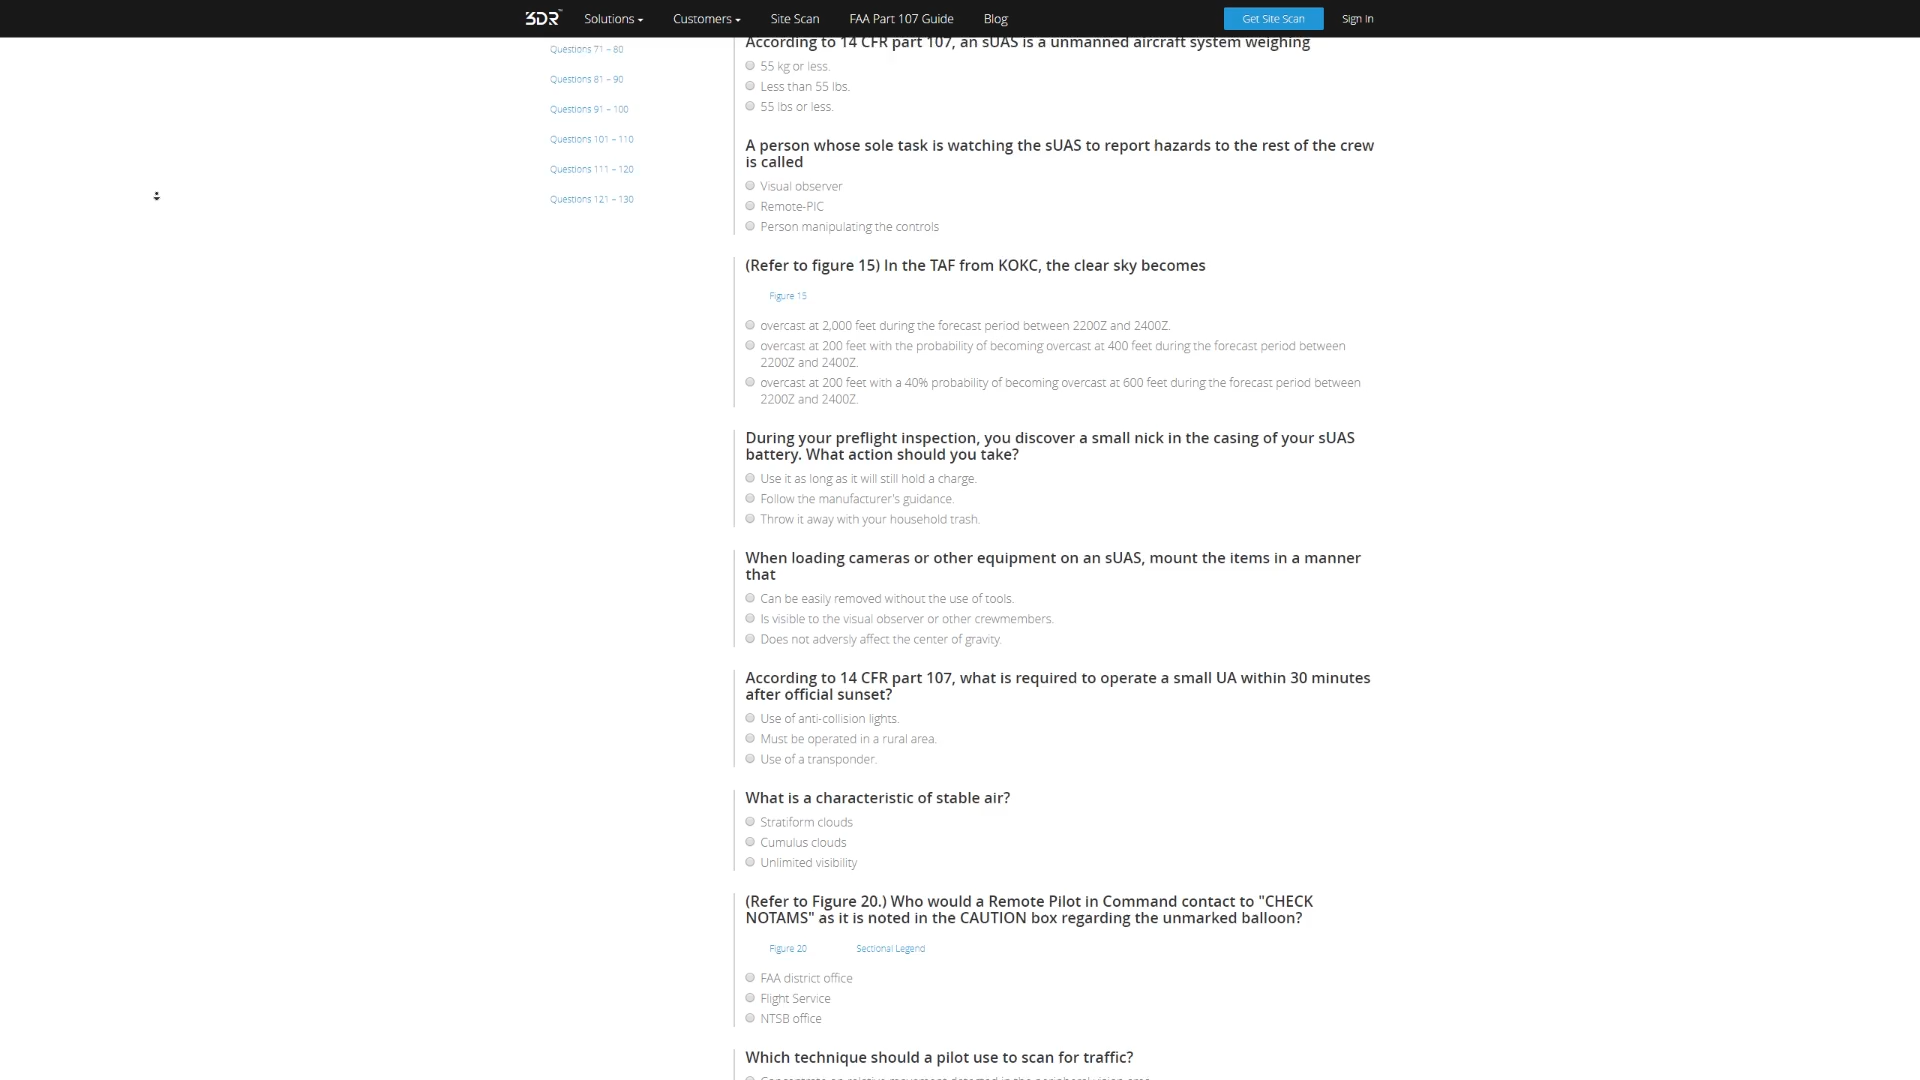 3DR™ Solutions Customers Site Scan FAA Part 107 Guide Blog Get Site Scan Sign In
Questions 71 – 80
Questions 81 – 90
Questions 91 – 100
Questions 101 – 110
Questions 111 – 120
Questions 121 – 130
According to 14 CFR part 107, an sUAS is a unmanned aircraft system weighing
55 kg or less.
Less than 55 lbs.
55 lbs or less.
A person whose sole task is watching the sUAS to report hazards to the rest of the crew
is called
Visual observer
Remote-PIC
Person manipulating the controls
(Refer to figure 15) In the TAF from KOKC, the clear sky becomes
Figure 15
overcast at 2,000 feet during the forecast period between 2200Z and 2400Z.
overcast at 200 feet with the probability of becoming overcast at 400 feet during the forecast period between
2200Z and 2400Z.
overcast at 200 feet with a 40% probability of becoming overcast at 600 feet during the forecast period between
2200Z and 2400Z.
During your preflight inspection, you discover a small nick in the casing of your sUAS
battery. What action should you take?
Use it as long as it will still hold a charge.
Follow the manufacturer's guidance.
Throw it away with your household trash.
When loading cameras or other equipment on an sUAS, mount the items in a manner
that
Can be easily removed without the use of tools.
Is visible to the visual observer or other crewmembers.
Does not adversly affect the center of gravity.
According to 14 CFR part 107, what is required to operate a small UA within 30 minutes
after official sunset?
Use of anti-collision lights.
Must be operated in a rural area.
Use of a transponder.
What is a characteristic of stable air?
Stratiform clouds
Cumulus clouds
Unlimited visibility
(Refer to Figure 20.) Who would a Remote Pilot in Command contact to "CHECK
NOTAMS" as it is noted in the CAUTION box regarding the unmarked balloon?
Figure 20 Sectional Legend
FAA district office
Flight Service
NTSB office
Which technique should a pilot use to scan for traffic?